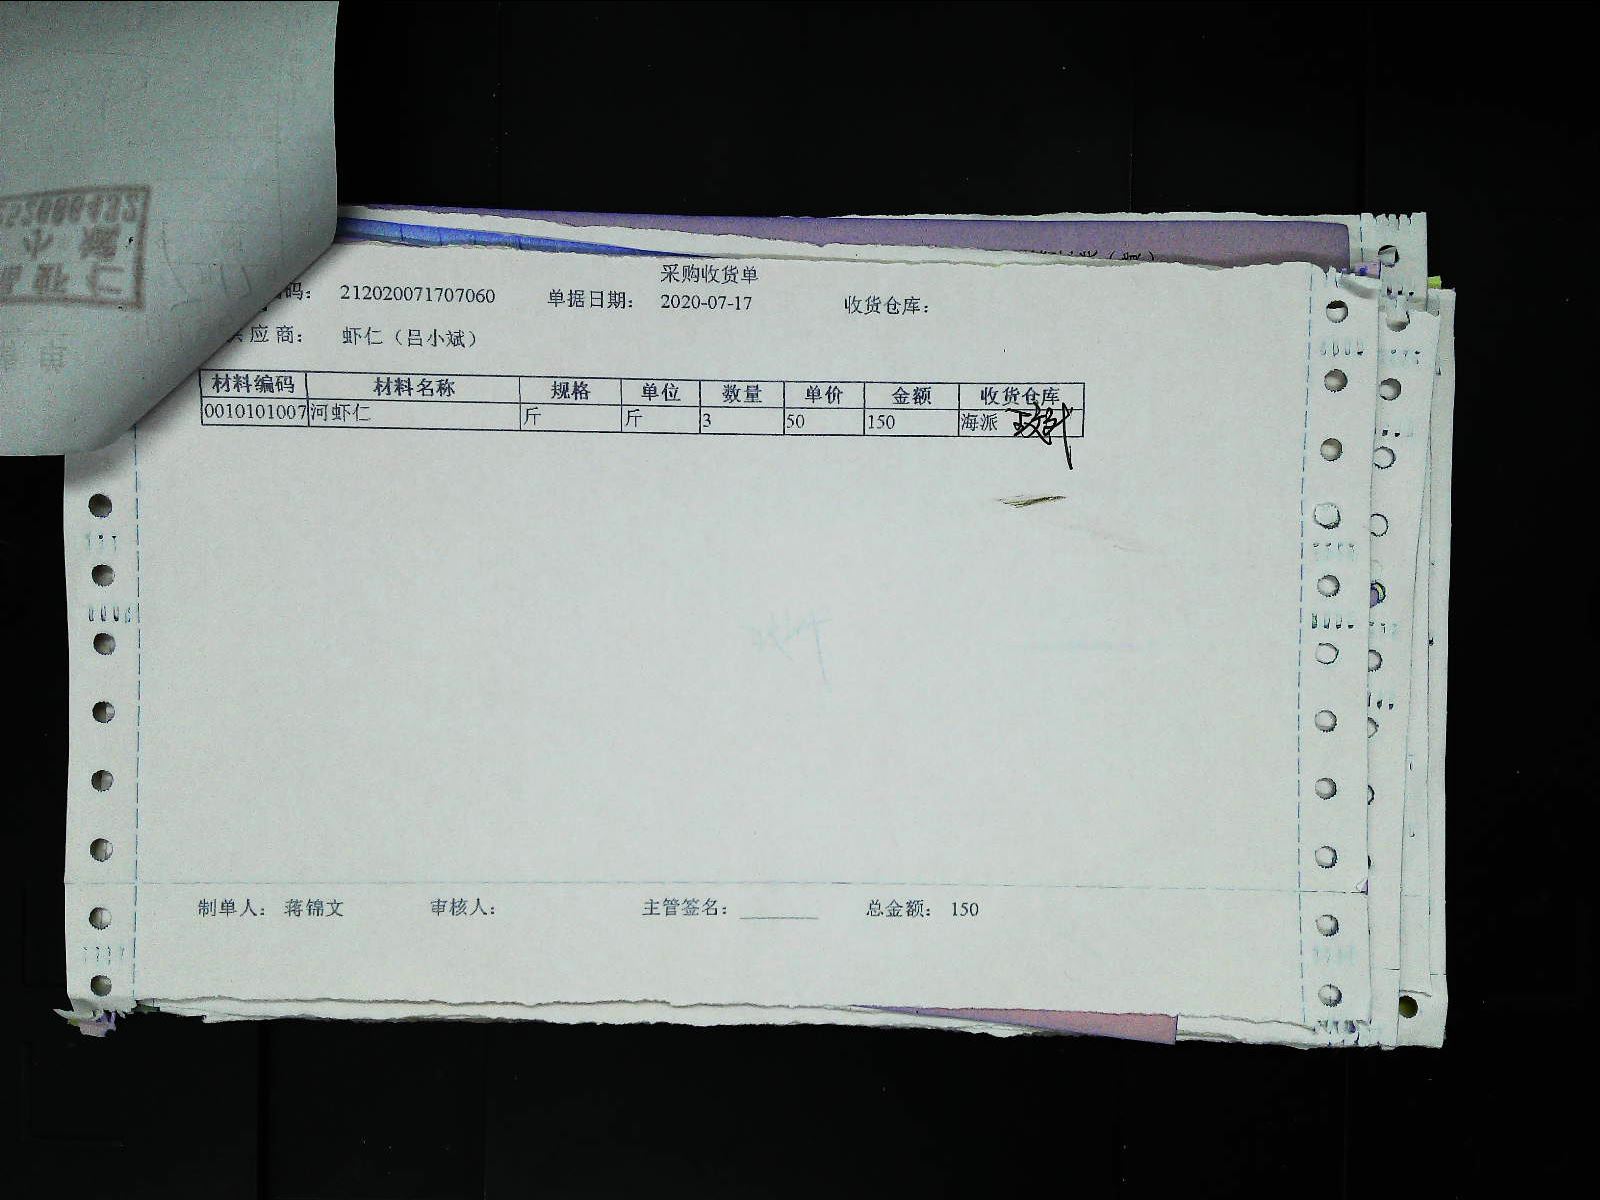 采购收货单
码： 212020071707060 单据日期： 2020-07-17 收货仓库：
应商： 虾仁（吕小斌）
材料编码 材料名称 规格 单位 数量 单价 金额 收货仓库
0010101007 河虾仁 斤 斤 3 50 150 海派
制单人： 蒋锦文 审核人： 主管签名： 总金额： 150